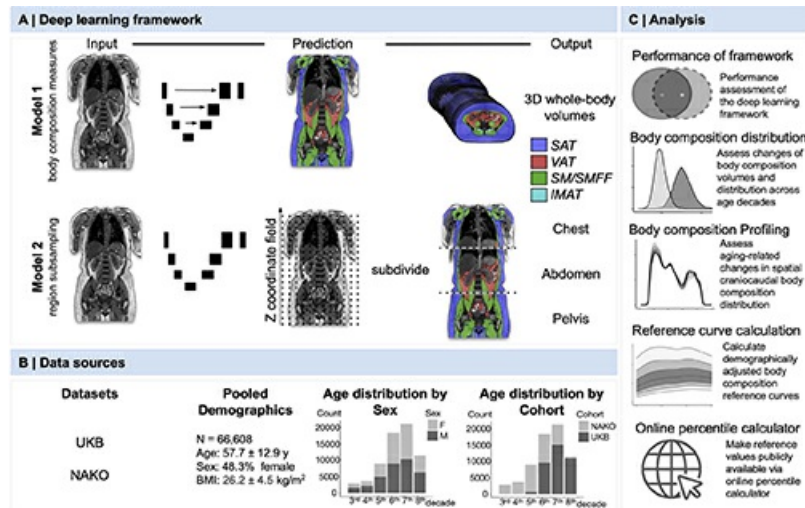 A | Deep learning framework
Input
Prediction
Output
Model 1
body composition measures
3D whole-body
volumes
SAT
VAT
SM/SMFF
IMAT
Model 2
region subsampling
Z coordinate field
subdivide
Chest
Abdomen
Pelvis
B | Data sources
Datasets
UKB
NAKO
Pooled
Demographics
N = 66,608
Age: 57.7 ± 12.9 y
Sex: 48.3% female
BMI: 26.2 ± 4.5 kg/m²
Age distribution by
Sex
Count
20000
15000
10000
5000
0
Sex
F
M
3rd 4th 5th 6th 7th 8th decade
Age distribution by
Cohort
Count
20000
15000
10000
5000
0
Cohort
NAKO
UKB
3rd 4th 5th 6th 7th 8th decade
C | Analysis
Performance of framework
Performance
assessment of
the deep learning
framework
Body composition distribution
Assess changes of
body composition
volumes and
distribution across
age decades
Body composition Profiling
Assess
aging-related
changes in spatial
craniocaudal body
composition
distribution
Reference curve calculation
Calculate
demographically
adjusted body
composition
reference curves
Online percentile calculator
Make reference
values publicly
available via
online percentile
calculator